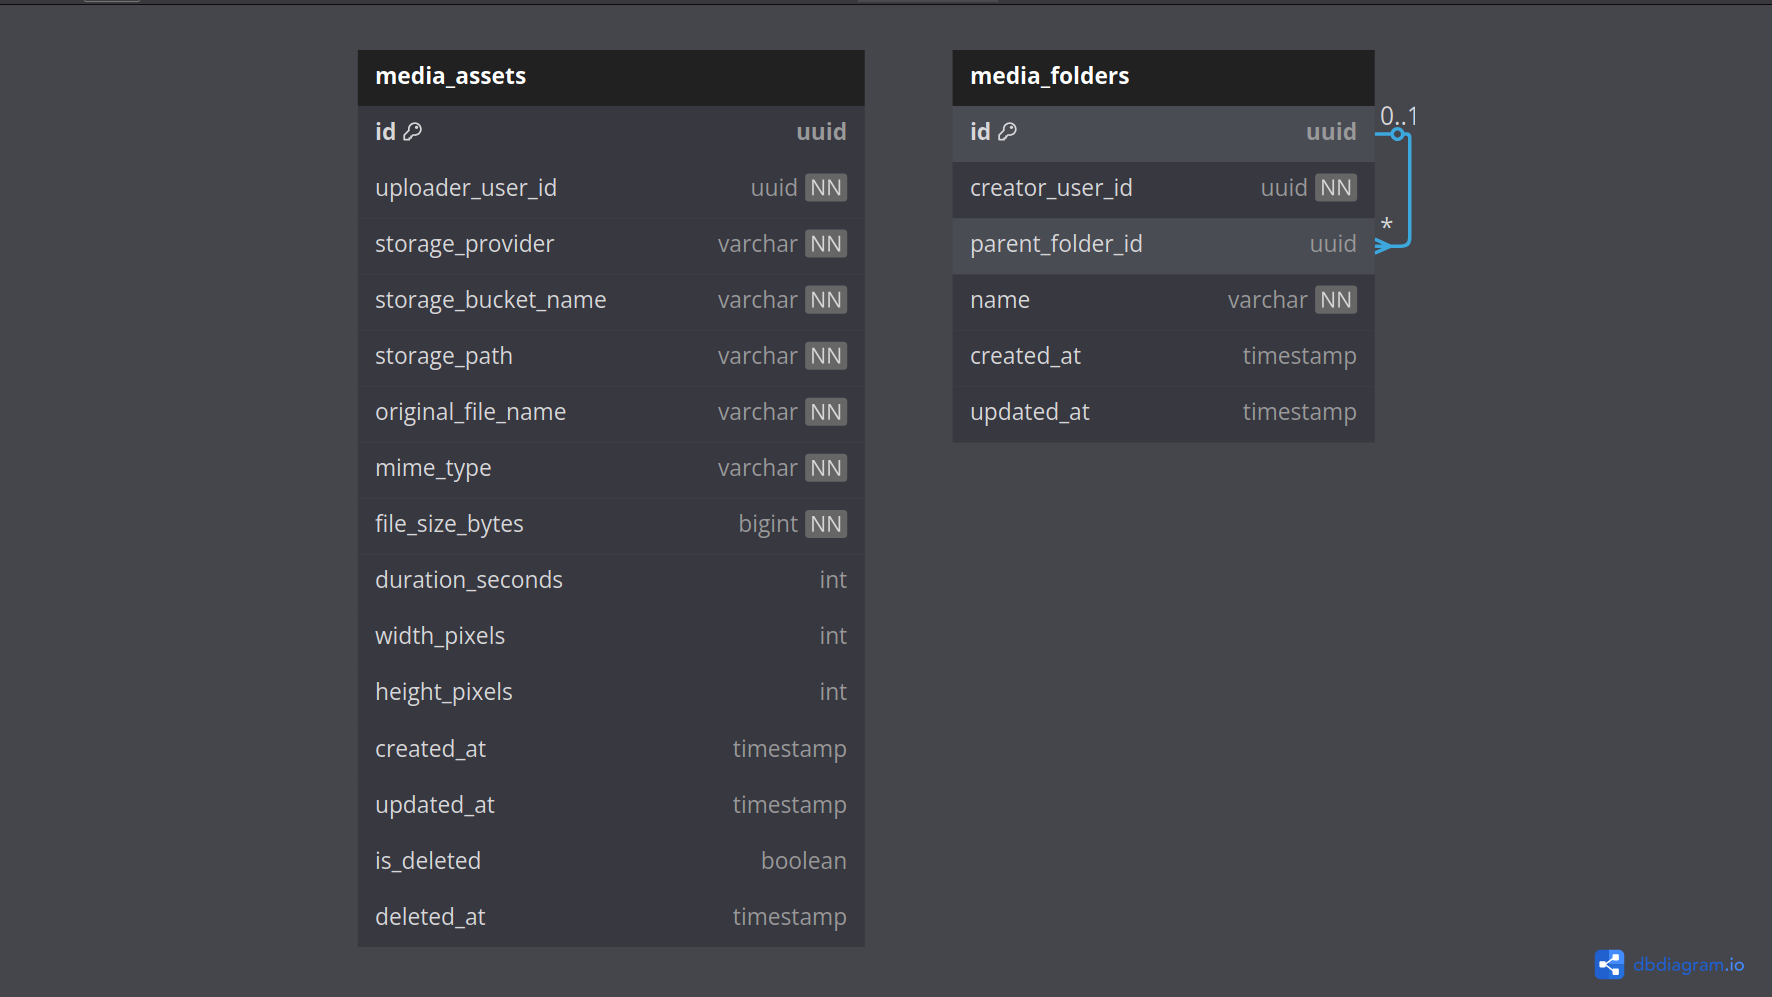 media_assets
id uuid
uploader_user_id uuid NN
storage_provider varchar NN
storage_bucket_name varchar NN
storage_path varchar NN
original_file_name varchar NN
mime_type varchar NN
file_size_bytes bigint NN
duration_seconds int
width_pixels int
height_pixels int
created_at timestamp
updated_at timestamp
is_deleted boolean
deleted_at timestamp
media_folders
id uuid
0..1
creator_user_id uuid NN
*
parent_folder_id uuid
name varchar NN
created_at timestamp
updated_at timestamp
dbdiagram.io